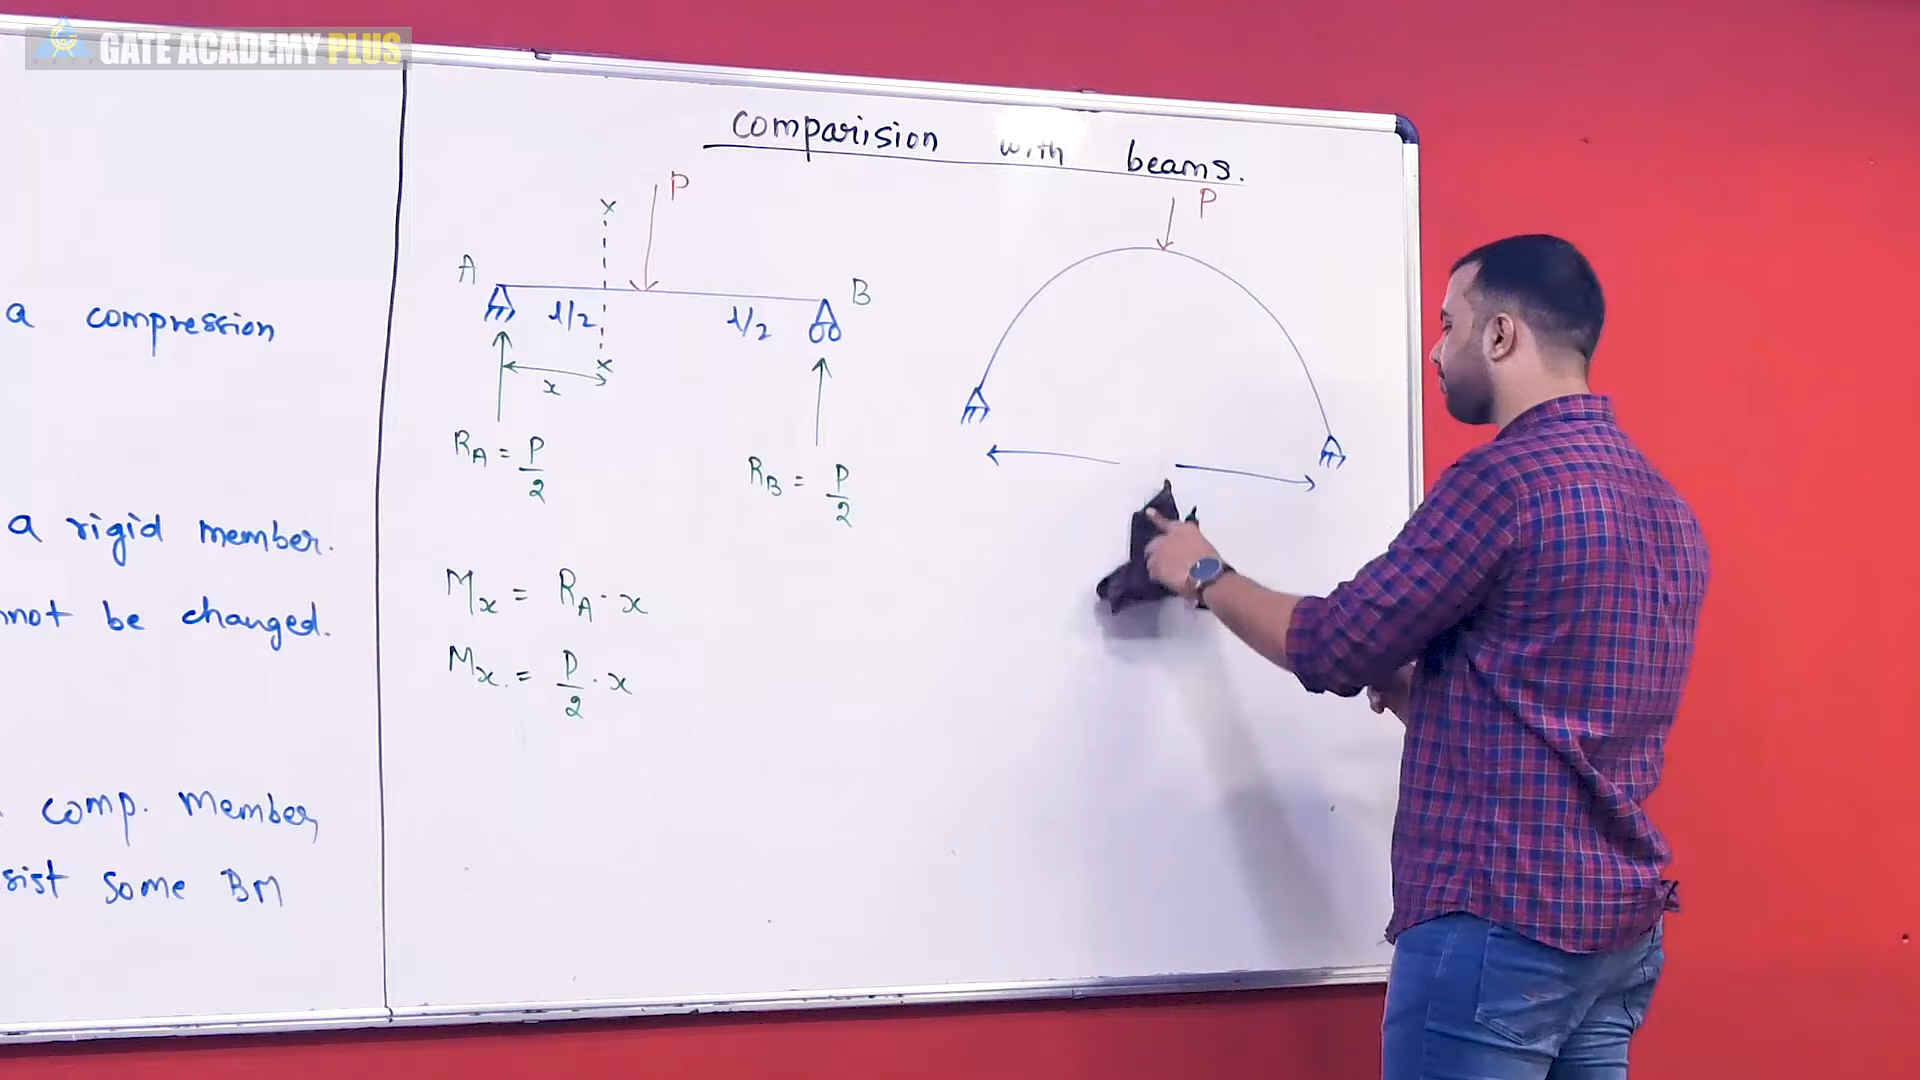 GATE ACADEMY PLUS
a compression
a rigid member.
not be changed.
comp. member
sist some BM
comparision with beams.
P
x
A
B
l/2
l/2
x
x
RA = P/2
RB = P/2
Mx = RA · x
Mx. = P/2 · x
P